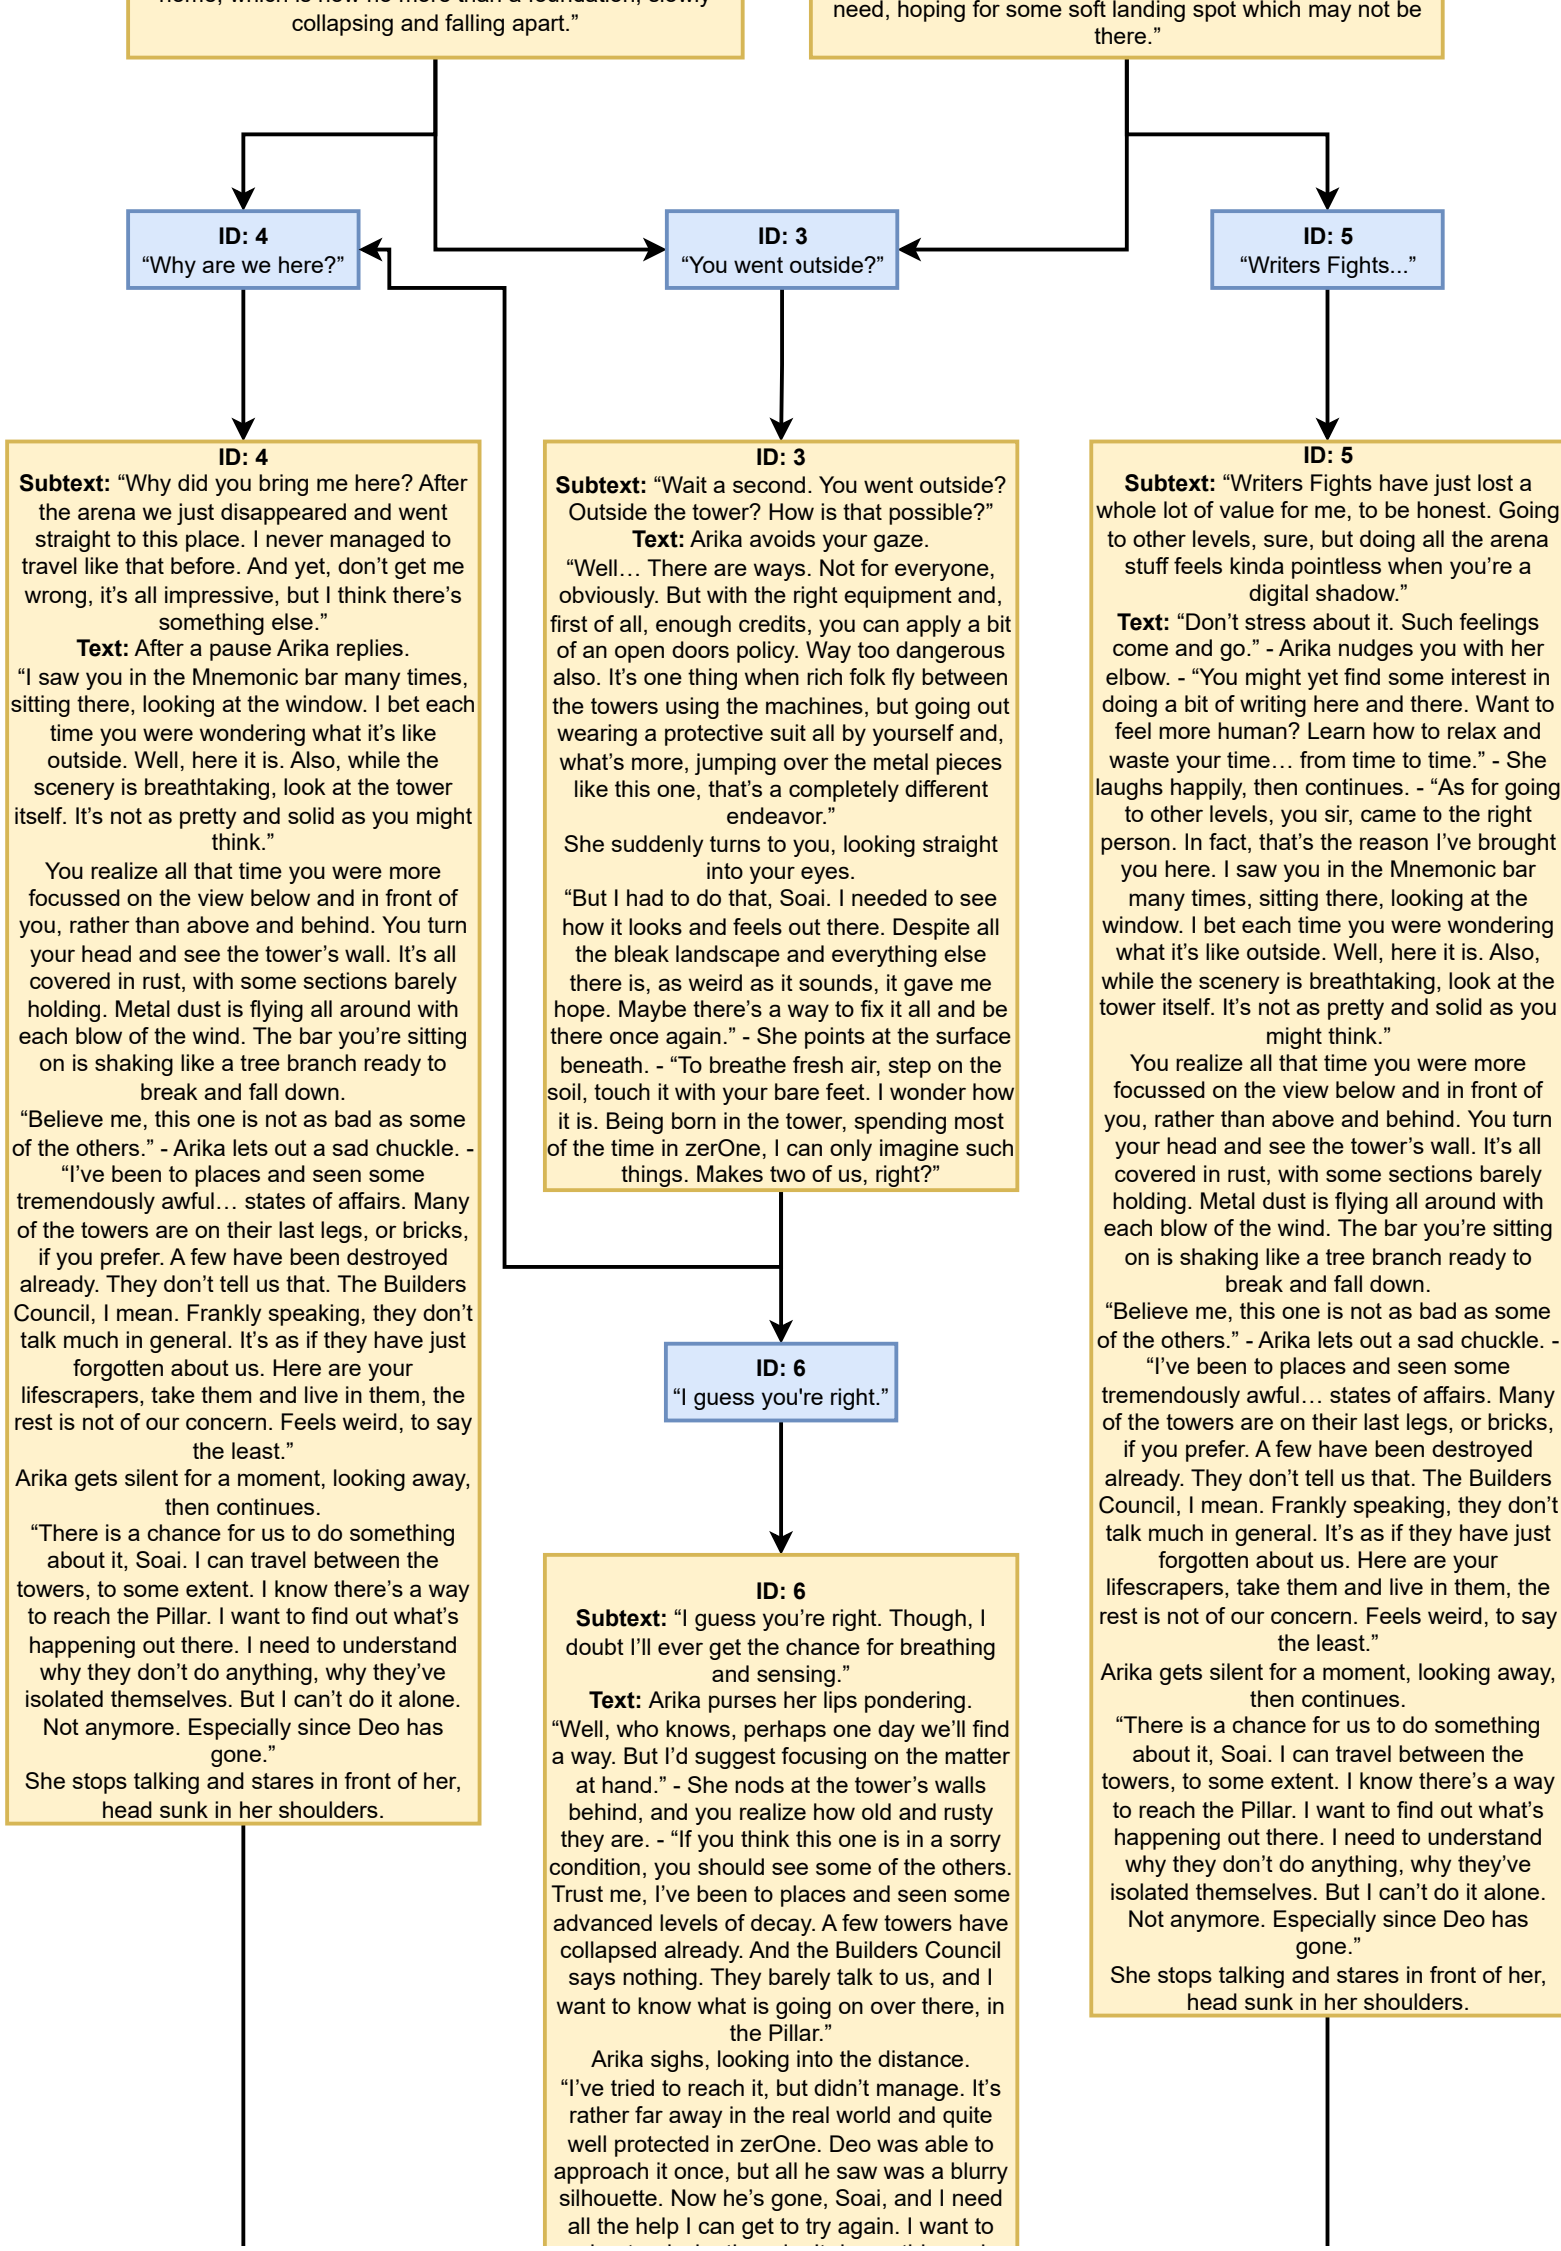 collapsing and falling apart.”
need, hoping for some soft landing spot which may not be
there.”
ID: 4
“Why are we here?”
ID: 3
“You went outside?”
ID: 5
“Writers Fights...”
ID: 4
Subtext: “Why did you bring me here? After
the arena we just disappeared and went
straight to this place. I never managed to
travel like that before. And yet, don’t get me
wrong, it’s all impressive, but I think there’s
something else.”
Text: After a pause Arika replies.
“I saw you in the Mnemonic bar many times,
sitting there, looking at the window. I bet each
time you were wondering what it’s like
outside. Well, here it is. Also, while the
scenery is breathtaking, look at the tower
itself. It’s not as pretty and solid as you might
think.”
You realize all that time you were more
focussed on the view below and in front of
you, rather than above and behind. You turn
your head and see the tower’s wall. It’s all
covered in rust, with some sections barely
holding. Metal dust is flying all around with
each blow of the wind. The bar you’re sitting
on is shaking like a tree branch ready to
break and fall down.
“Believe me, this one is not as bad as some
of the others.” - Arika lets out a sad chuckle. -
“I’ve been to places and seen some
tremendously awful… states of affairs. Many
of the towers are on their last legs, or bricks,
if you prefer. A few have been destroyed
already. They don’t tell us that. The Builders
Council, I mean. Frankly speaking, they don’t
talk much in general. It’s as if they have just
forgotten about us. Here are your
lifescrapers, take them and live in them, the
rest is not of our concern. Feels weird, to say
the least.”
Arika gets silent for a moment, looking away,
then continues.
“There is a chance for us to do something
about it, Soai. I can travel between the
towers, to some extent. I know there’s a way
to reach the Pillar. I want to find out what’s
happening out there. I need to understand
why they don’t do anything, why they’ve
isolated themselves. But I can’t do it alone.
Not anymore. Especially since Deo has
gone.”
She stops talking and stares in front of her,
head sunk in her shoulders.
ID: 3
Subtext: “Wait a second. You went outside?
Outside the tower? How is that possible?”
Text: Arika avoids your gaze.
“Well… There are ways. Not for everyone,
obviously. But with the right equipment and,
first of all, enough credits, you can apply a bit
of an open doors policy. Way too dangerous
also. It’s one thing when rich folk fly between
the towers using the machines, but going out
wearing a protective suit all by yourself and,
what’s more, jumping over the metal pieces
like this one, that’s a completely different
endeavor.”
She suddenly turns to you, looking straight
into your eyes.
“But I had to do that, Soai. I needed to see
how it looks and feels out there. Despite all
the bleak landscape and everything else
there is, as weird as it sounds, it gave me
hope. Maybe there’s a way to fix it all and be
there once again.” - She points at the surface
beneath. - “To breathe fresh air, step on the
soil, touch it with your bare feet. I wonder how
it is. Being born in the tower, spending most
of the time in zerOne, I can only imagine such
things. Makes two of us, right?”
ID: 5
Subtext: “Writers Fights have just lost a
whole lot of value for me, to be honest. Going
to other levels, sure, but doing all the arena
stuff feels kinda pointless when you’re a
digital shadow.”
Text: “Don’t stress about it. Such feelings
come and go.” - Arika nudges you with her
elbow. - “You might yet find some interest in
doing a bit of writing here and there. Want to
feel more human? Learn how to relax and
waste your time… from time to time.” - She
laughs happily, then continues. - “As for going
to other levels, you sir, came to the right
person. In fact, that’s the reason I’ve brought
you here. I saw you in the Mnemonic bar
many times, sitting there, looking at the
window. I bet each time you were wondering
what it’s like outside. Well, here it is. Also,
while the scenery is breathtaking, look at the
tower itself. It’s not as pretty and solid as you
might think.”
You realize all that time you were more
focussed on the view below and in front of
you, rather than above and behind. You turn
your head and see the tower’s wall. It’s all
covered in rust, with some sections barely
holding. Metal dust is flying all around with
each blow of the wind. The bar you’re sitting
on is shaking like a tree branch ready to
break and fall down.
“Believe me, this one is not as bad as some
of the others.” - Arika lets out a sad chuckle. -
“I’ve been to places and seen some
tremendously awful… states of affairs. Many
of the towers are on their last legs, or bricks,
if you prefer. A few have been destroyed
already. They don’t tell us that. The Builders
Council, I mean. Frankly speaking, they don’t
talk much in general. It’s as if they have just
forgotten about us. Here are your
lifescrapers, take them and live in them, the
rest is not of our concern. Feels weird, to say
the least.”
Arika gets silent for a moment, looking away,
then continues.
“There is a chance for us to do something
about it, Soai. I can travel between the
towers, to some extent. I know there’s a way
to reach the Pillar. I want to find out what’s
happening out there. I need to understand
why they don’t do anything, why they’ve
isolated themselves. But I can’t do it alone.
Not anymore. Especially since Deo has
gone.”
She stops talking and stares in front of her,
head sunk in her shoulders.
ID: 6
“I guess you're right.”
ID: 6
Subtext: “I guess you’re right. Though, I
doubt I’ll ever get the chance for breathing
and sensing.”
Text: Arika purses her lips pondering.
“Well, who knows, perhaps one day we’ll find
a way. But I’d suggest focusing on the matter
at hand.” - She nods at the tower’s walls
behind, and you realize how old and rusty
they are. - “If you think this one is in a sorry
condition, you should see some of the others.
Trust me, I’ve been to places and seen some
advanced levels of decay. A few towers have
collapsed already. And the Builders Council
says nothing. They barely talk to us, and I
want to know what is going on over there, in
the Pillar.”
Arika sighs, looking into the distance.
“I’ve tried to reach it, but didn’t manage. It’s
rather far away in the real world and quite
well protected in zerOne. Deo was able to
approach it once, but all he saw was a blurry
silhouette. Now he’s gone, Soai, and I need
all the help I can get to try again. I want to